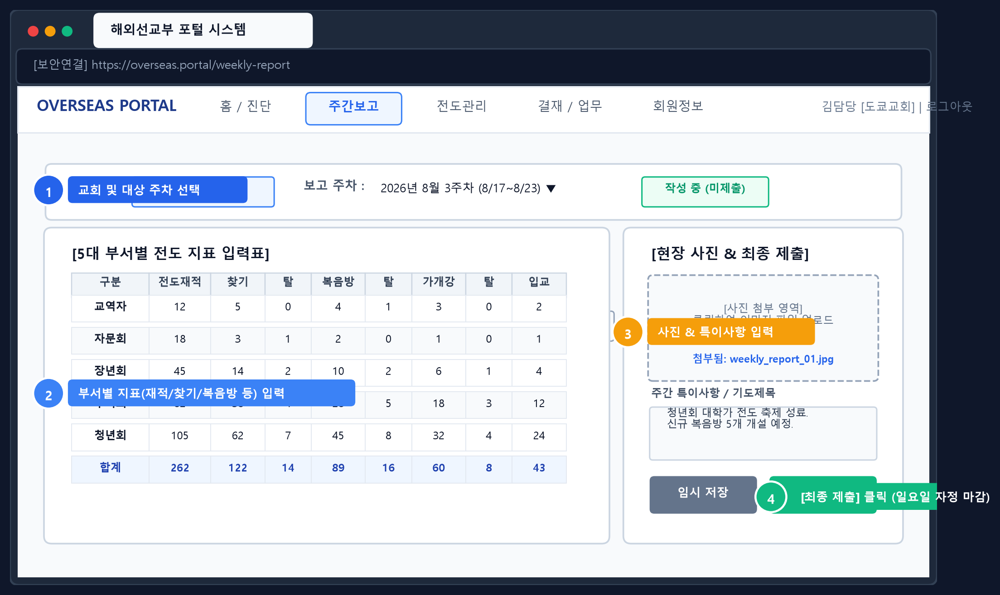 해외선교부 포털 시스템
[보안연결] https://overseas.portal/weekly-report
OVERSEAS PORTAL 홈 / 진단 주간보고 전도관리 결재 / 업무 회원정보 김담당 [도쿄교회] | 로그아웃
1 교회 및 대상 주차 선택 보고 주차 : 2026년 8월 3주차 (8/17~8/23) ▼ 작성 중 (미제출)
[5대 부서별 전도 지표 입력표]
구분 전도재적 찾기 탈 복음방 탈 가개강 탈 입교
교역자 12 5 0 4 1 3 0 2
자문회 18 3 1 2 0 1 0 1
장년회 45 14 2 10 2 6 1 4
2 부서별 지표(재적/찾기/복음방 등) 입력
5 18 3 12
청년회 105 62 7 45 8 32 4 24
합계 262 122 14 89 16 60 8 43
[현장 사진 & 최종 제출]
[사진 첨부 영역]
3 사진 & 특이사항 입력
첨부됨: weekly_report_01.jpg
주간 특이사항 / 기도제목
청년회 대학가 전도 축제 성료.
신규 복음방 5개 개설 예정.
임시 저장 4 [최종 제출] 클릭 (일요일 자정 마감)